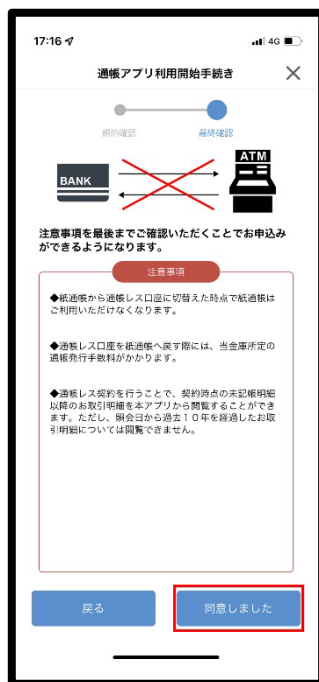 17:16
4G
通帳アプリ利用開始手続き
規約確認
最終確認
BANK
ATM
注意事項を最後までご確認いただくことでお申込み
ができるようになります。
注意事項
◆紙通帳から通帳レス口座に切替えた時点で紙通帳は
ご利用いただけなくなります。
◆通帳レス口座を紙通帳へ戻す際には、当金庫所定の
通帳発行手数料がかかります。
◆通帳レス契約を行うことで、契約時点の未記帳明細
以降のお取引明細を本アプリから閲覧することができ
ます。ただし、照会日から過去１０年を経過したお取
引明細については閲覧できません。
戻る
同意しました